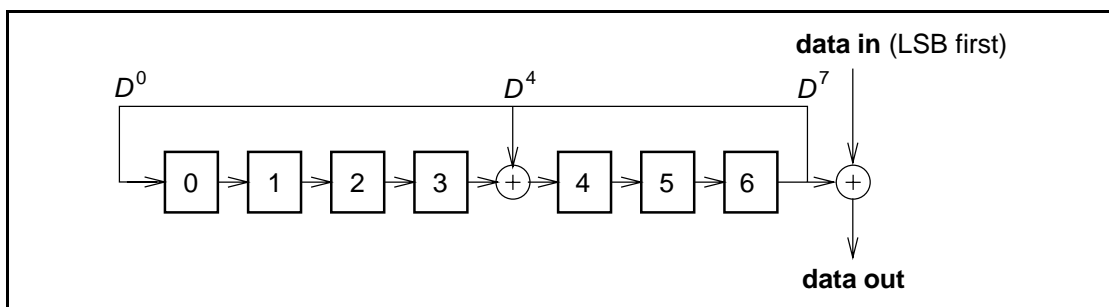 data in (LSB first)
D⁰ D⁴ D⁷
0 1 2 3 + 4 5 6 +
data out